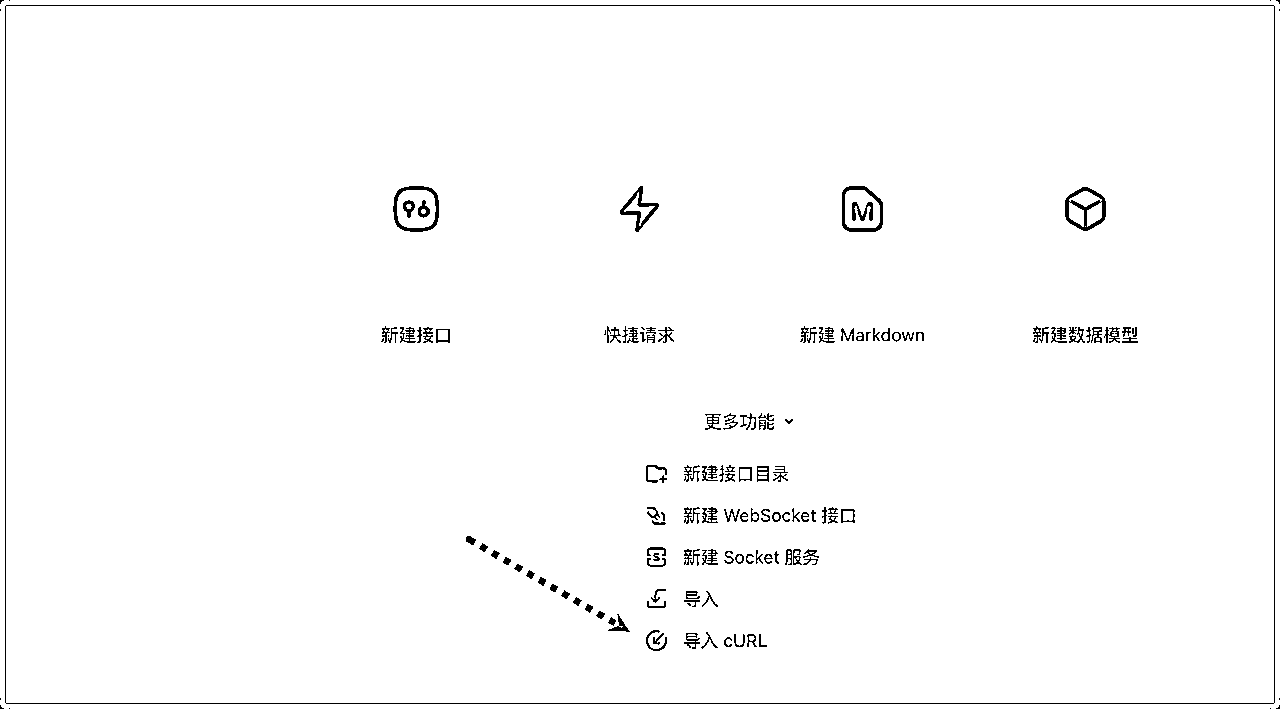 新建接口
快捷请求
新建 Markdown
新建数据模型
更多功能
新建接口目录
新建 WebSocket 接口
新建 Socket 服务
导入
导入 cURL